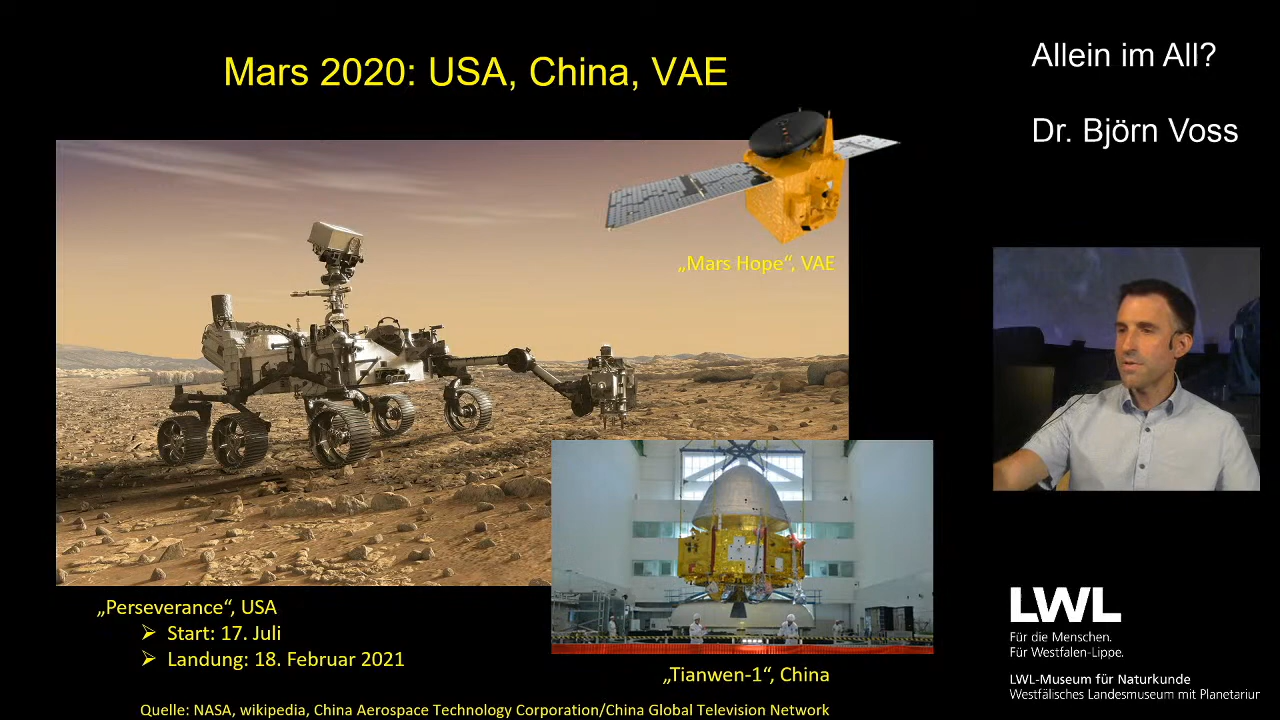 Mars 2020: USA, China, VAE
Allein im All?
Dr. Björn Voss
„Mars Hope“, VAE
„Perseverance“, USA
Start: 17. Juli
Landung: 18. Februar 2021
„Tianwen-1“, China
Quelle: NASA, wikipedia, China Aerospace Technology Corporation/China Global Television Network
LWL
Für die Menschen.
Für Westfalen-Lippe.
LWL-Museum für Naturkunde
Westfälisches Landesmuseum mit Planetariur